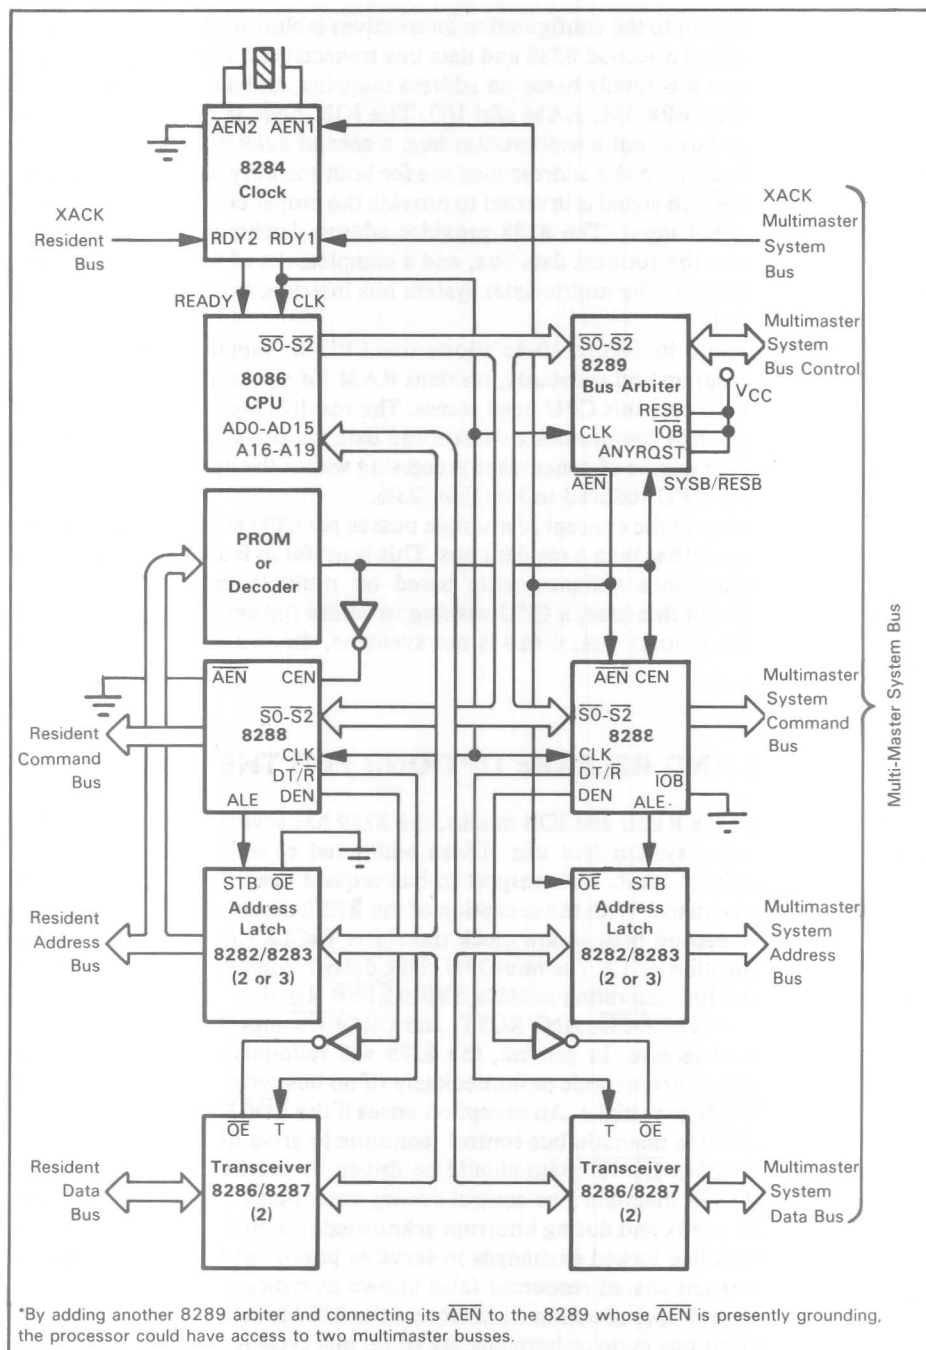 AEN2 AEN1
8284
Clock
XACK
Resident
Bus
RDY2 RDY1
XACK
Multimaster
System
Bus
READY
CLK
S0-S2
8086
CPU
AD0-AD15
A16-A19
S0-S2
8289
Bus Arbiter
RESB
CLK
IOB
ANYRQST
AEN
SYSB/RESB
Multimaster
System
Bus Control
VCC
PROM
or
Decoder
AEN
CEN
S0-S2
8288
CLK
DT/R
DEN
ALE
Resident
Command
Bus
AEN CEN
S0-S2
8288
CLK
DT/R
IOB
DEN
ALE
Multimaster
System
Command
Bus
Multi-Master System Bus
STB OE
Address
Latch
8282/8283
(2 or 3)
Resident
Address
Bus
OE STB
Address
Latch
8282/8283
(2 or 3)
Multimaster
System
Address
Bus
OE T
Transceiver
8286/8287
(2)
Resident
Data
Bus
T OE
Transceiver
8286/8287
(2)
Multimaster
System
Data Bus
*By adding another 8289 arbiter and connecting its AEN to the 8289 whose AEN is presently grounding,
the processor could have access to two multimaster busses.